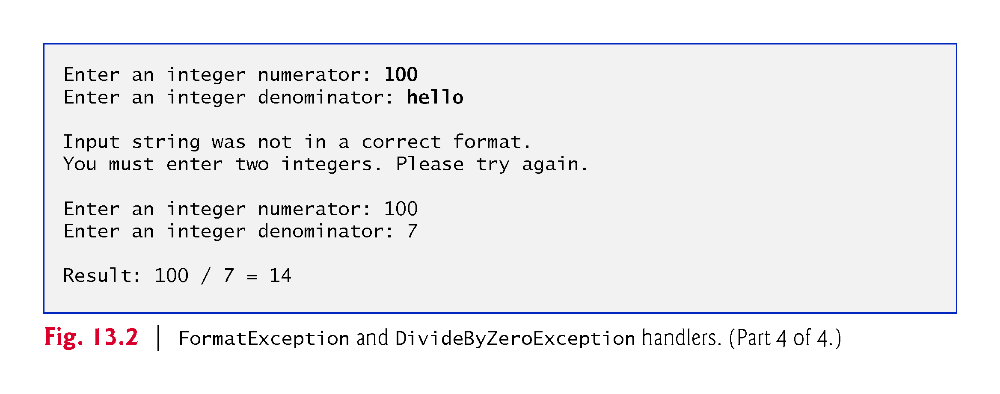 Enter an integer numerator: 100
Enter an integer denominator: hello
Input string was not in a correct format.
You must enter two integers. Please try again.
Enter an integer numerator: 100
Enter an integer denominator: 7
Result: 100 / 7 = 14
Fig. 13.2 | FormatException and DivideByZeroException handlers. (Part 4 of 4.)